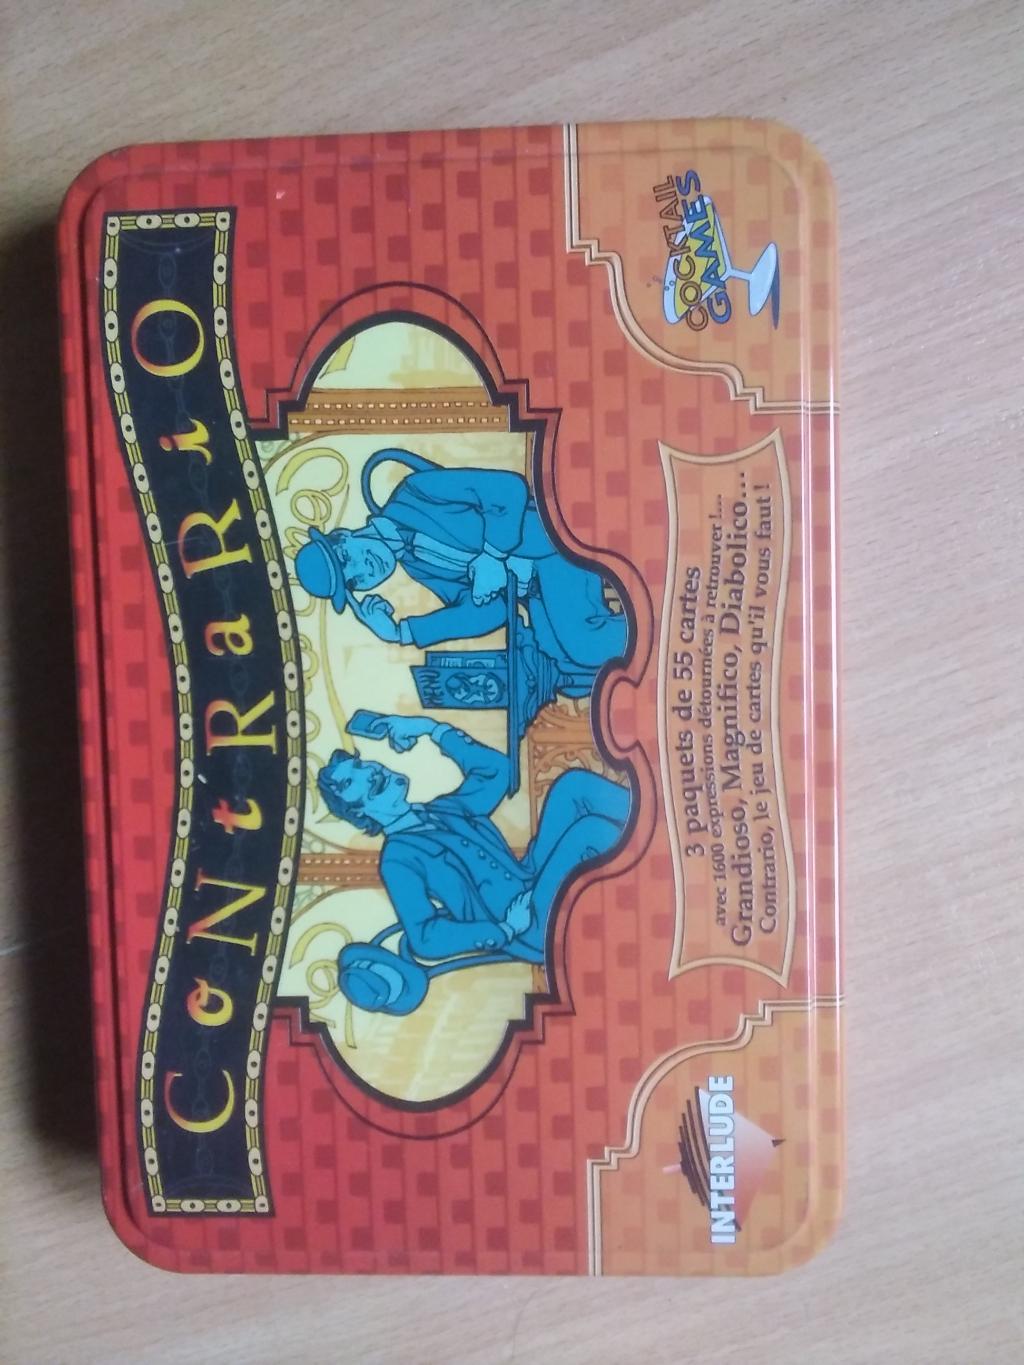 CoNtRaRiO
MENU
3 paquets de 55 cartes
avec 1600 expressions détournées à retrouver !...
Grandioso, Magnifico, Diabolico...
Contrario, le jeu de cartes qu'il vous faut !
INTERLUDE
COCKTAIL
GAMES